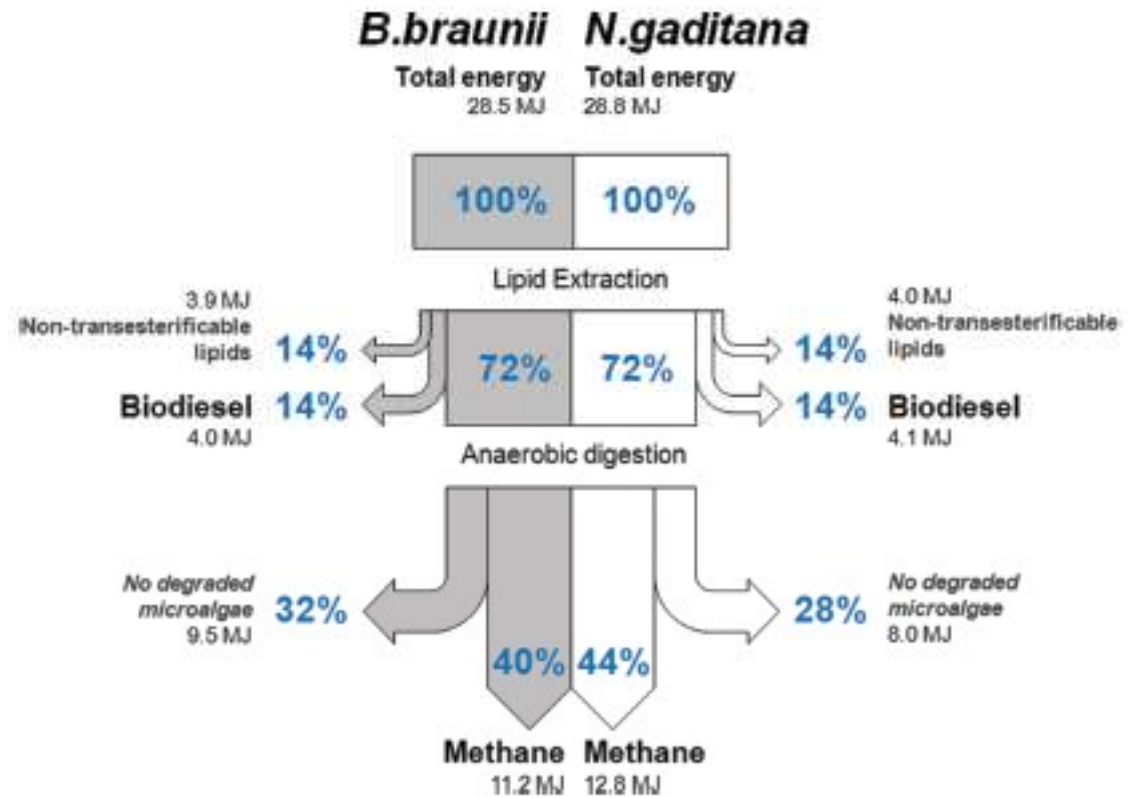 B.braunii N.gaditana
Total energy Total energy
28.5 MJ 28.8 MJ
100% 100%
Lipid Extraction
3.9 MJ
Non-transesterificable
lipids
14%
72% 72%
4.0 MJ
Non-transesterificable
lipids
14%
Biodiesel 14%
4.0 MJ
14% Biodiesel
4.1 MJ
Anaerobic digestion
No degraded
microalgae
9.5 MJ
32%
28%
No degraded
microalgae
8.0 MJ
40% 44%
Methane Methane
11.2 MJ 12.8 MJ